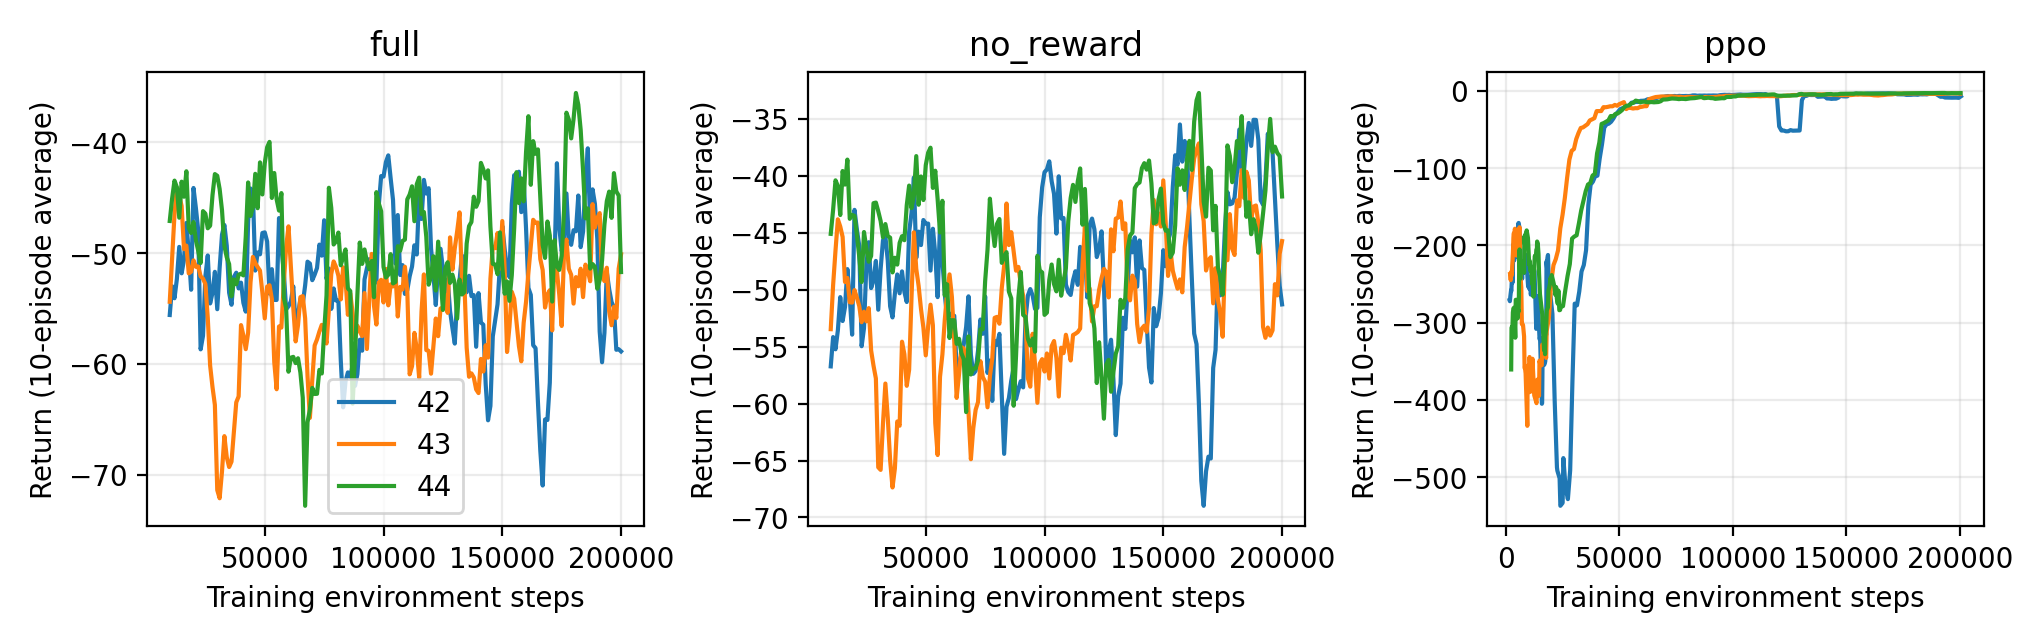 full
Return (10-episode average)
−40
−50
−60
−70
42
43
44
50000 100000 150000 200000
Training environment steps
no_reward
Return (10-episode average)
−35
−40
−45
−50
−55
−60
−65
−70
50000 100000 150000 200000
Training environment steps
ppo
Return (10-episode average)
0
−100
−200
−300
−400
−500
0 50000 100000 150000 200000
Training environment steps